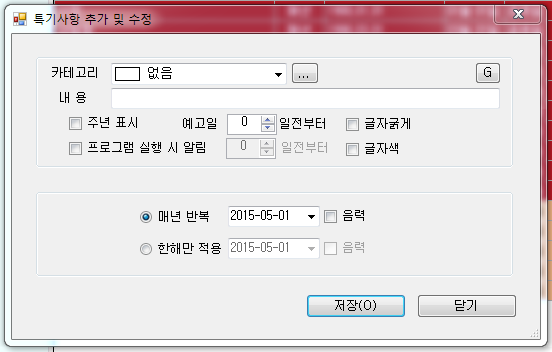 특기사항 추가 및 수정
카테고리 없음 ... G
내 용
주년 표시 예고일 0 일전부터 글자굵게
프로그램 실행 시 알림 0 일전부터 글자색
매년 반복 2015-05-01 음력
한해만 적용 2015-05-01 음력
저장(O) 닫기